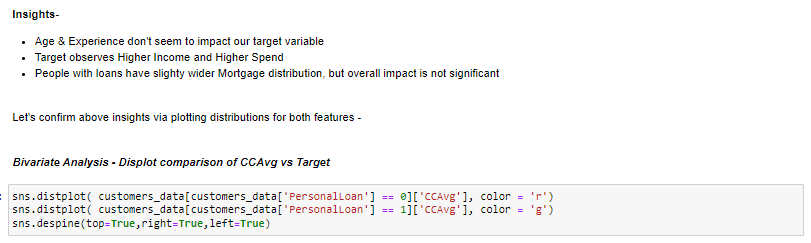 Insights-
• Age & Experience don't seem to impact our target variable
• Target observes Higher Income and Higher Spend
• People with loans have slighty wider Mortgage distribution, but overall impact is not significant
Let's confirm above insights via plotting distributions for both features -
Bivariate Analysis - Displot comparison of CCAvg vs Target
sns.distplot( customers_data[customers_data['PersonalLoan'] == 0]['CCAvg'], color = 'r')
sns.distplot( customers_data[customers_data['PersonalLoan'] == 1]['CCAvg'], color = 'g')
sns.despine(top=True,right=True,left=True)